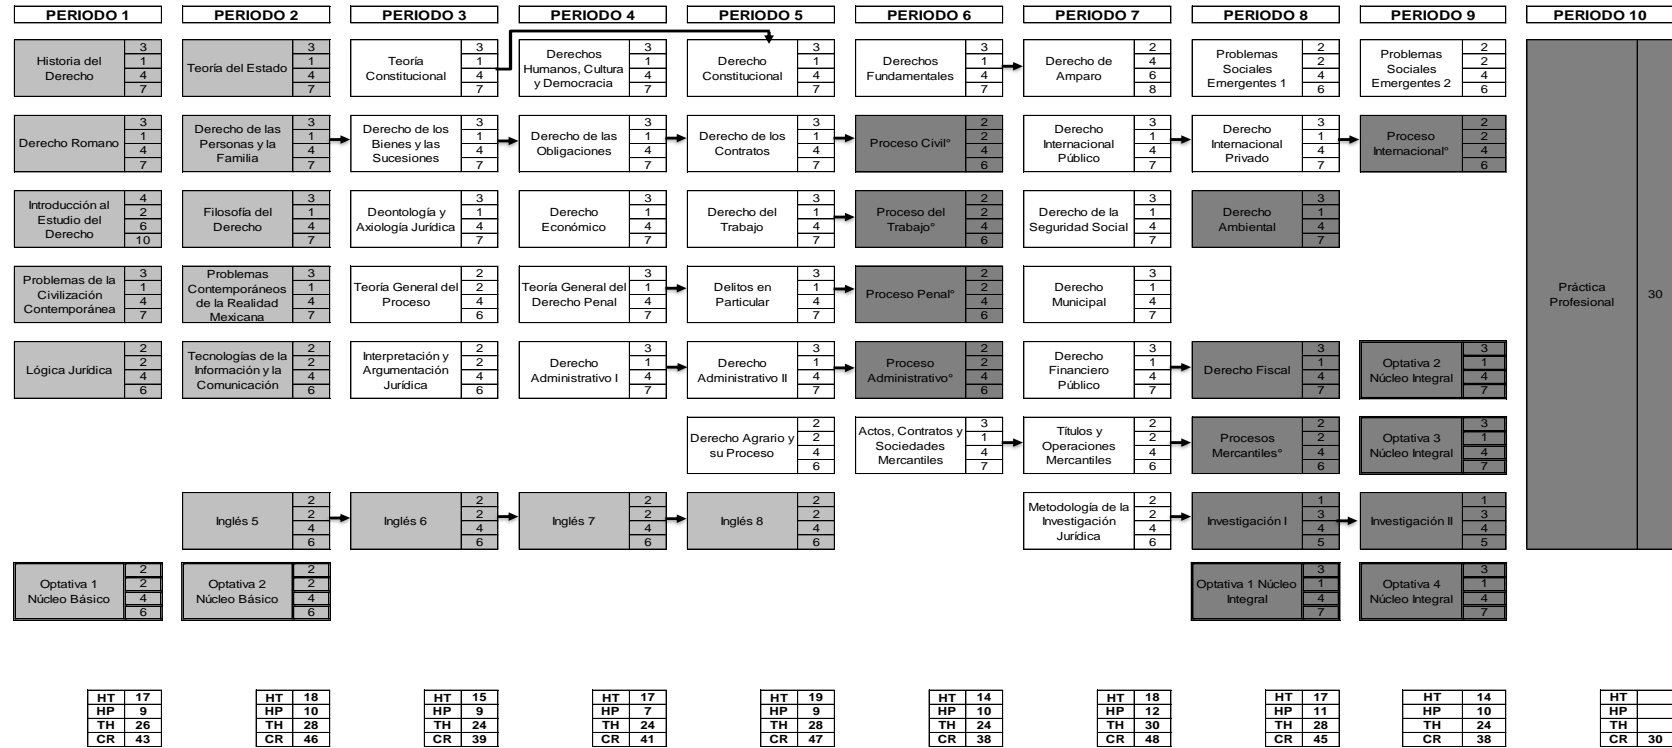 PERIODO 1
PERIODO 2
PERIODO 3
PERIODO 4
PERIODO 5
PERIODO 6
PERIODO 7
PERIODO 8
PERIODO 9
PERIODO 10
Historia del
Derecho
3
1
4
7
Teoría del Estado
3
1
4
7
Teoría
Constitucional
3
1
4
7
Derechos
Humanos, Cultura
y Democracia
3
1
4
7
Derecho
Constitucional
3
1
4
7
Derechos
Fundamentales
3
1
4
7
Derecho de
Amparo
2
4
6
8
Problemas
Sociales
Emergentes 1
2
2
4
6
Problemas
Sociales
Emergentes 2
2
2
4
6
Derecho Romano
3
1
4
7
Derecho de las
Personas y la
Familia
3
1
4
7
Derecho de los
Bienes y las
Sucesiones
3
1
4
7
Derecho de las
Obligaciones
3
1
4
7
Derecho de los
Contratos
3
1
4
7
Proceso Civil°
2
2
4
6
Derecho
Internacional
Público
3
1
4
7
Derecho
Internacional
Privado
3
1
4
7
Proceso
Internacional°
2
2
4
6
Introducción al
Estudio del
Derecho
4
2
6
10
Filosofía del
Derecho
3
1
4
7
Deontología y
Axiología Jurídica
3
1
4
7
Derecho
Económico
3
1
4
7
Derecho del
Trabajo
3
1
4
7
Proceso del
Trabajo°
2
2
4
6
Derecho de la
Seguridad Social
3
1
4
7
Derecho
Ambiental
3
1
4
7
Problemas de la
Civilización
Contemporánea
3
1
4
7
Problemas
Contemporáneos
de la Realidad
Mexicana
3
1
4
7
Teoría General del
Proceso
2
2
4
6
Teoría General del
Derecho Penal
3
1
4
7
Delitos en
Particular
3
1
4
7
Proceso Penal°
2
2
4
6
Derecho
Municipal
3
1
4
7
Práctica
Profesional
30
Lógica Jurídica
2
2
4
6
Tecnologías de la
Información y la
Comunicación
2
2
4
6
Interpretación y
Argumentación
Jurídica
2
2
4
6
Derecho
Administrativo I
3
1
4
7
Derecho
Administrativo II
3
1
4
7
Proceso
Administrativo°
2
2
4
6
Derecho
Financiero
Público
3
1
4
7
Derecho Fiscal
3
1
4
7
Optativa 2
Núcleo Integral
3
1
4
7
Derecho Agrario y
su Proceso
2
2
4
6
Actos, Contratos y
Sociedades
Mercantiles
3
1
4
7
Títulos y
Operaciones
Mercantiles
2
2
4
6
Procesos
Mercantiles°
2
2
4
6
Optativa 3
Núcleo Integral
3
1
4
7
Inglés 5
2
2
4
6
Inglés 6
2
2
4
6
Inglés 7
2
2
4
6
Inglés 8
2
2
4
6
Metodología de la
Investigación
Jurídica
2
2
4
6
Investigación I
1
3
4
5
Investigación II
1
3
4
5
Optativa 1
Núcleo Básico
2
2
4
6
Optativa 2
Núcleo Básico
2
2
4
6
Optativa 1 Núcleo
Integral
3
1
4
7
Optativa 4
Núcleo Integral
3
1
4
7
HT 17
HP 9
TH 26
CR 43
HT 18
HP 10
TH 28
CR 46
HT 15
HP 9
TH 24
CR 39
HT 17
HP 7
TH 24
CR 41
HT 19
HP 9
TH 28
CR 47
HT 14
HP 10
TH 24
CR 38
HT 18
HP 12
TH 30
CR 48
HT 17
HP 11
TH 28
CR 45
HT 14
HP 10
TH 24
CR 38
HT
HP
TH
CR 30